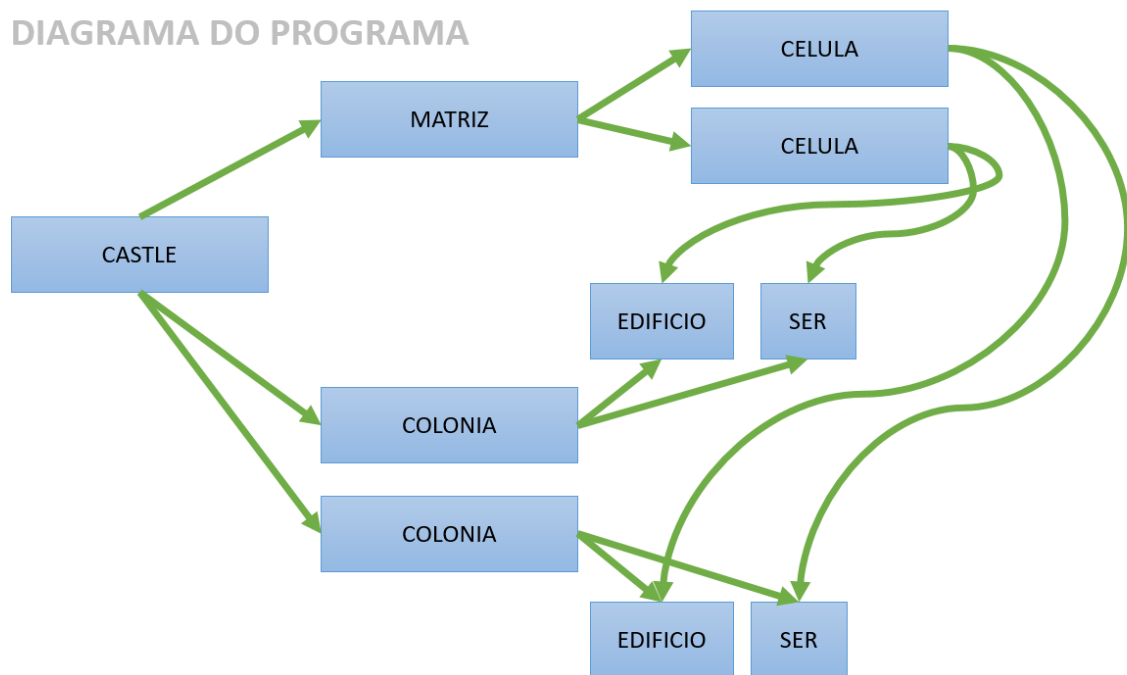 DIAGRAMA DO PROGRAMA
CELULA
MATRIZ
CELULA
CASTLE
EDIFICIO
SER
COLONIA
COLONIA
EDIFICIO
SER